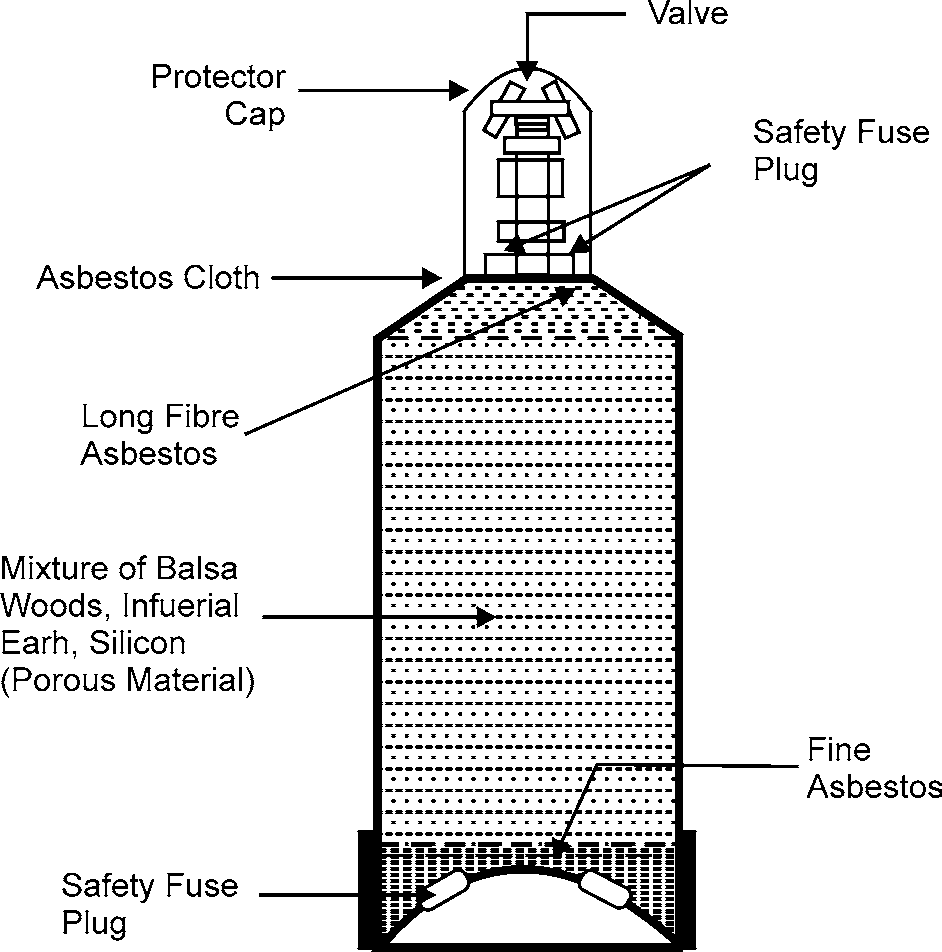 Valve
Protector
Cap
Safety Fuse
Plug
Asbestos Cloth
Long Fibre
Asbestos
Mixture of Balsa
Woods, Infuerial
Earh, Silicon
(Porous Material)
Fine
Asbestos
Safety Fuse
Plug